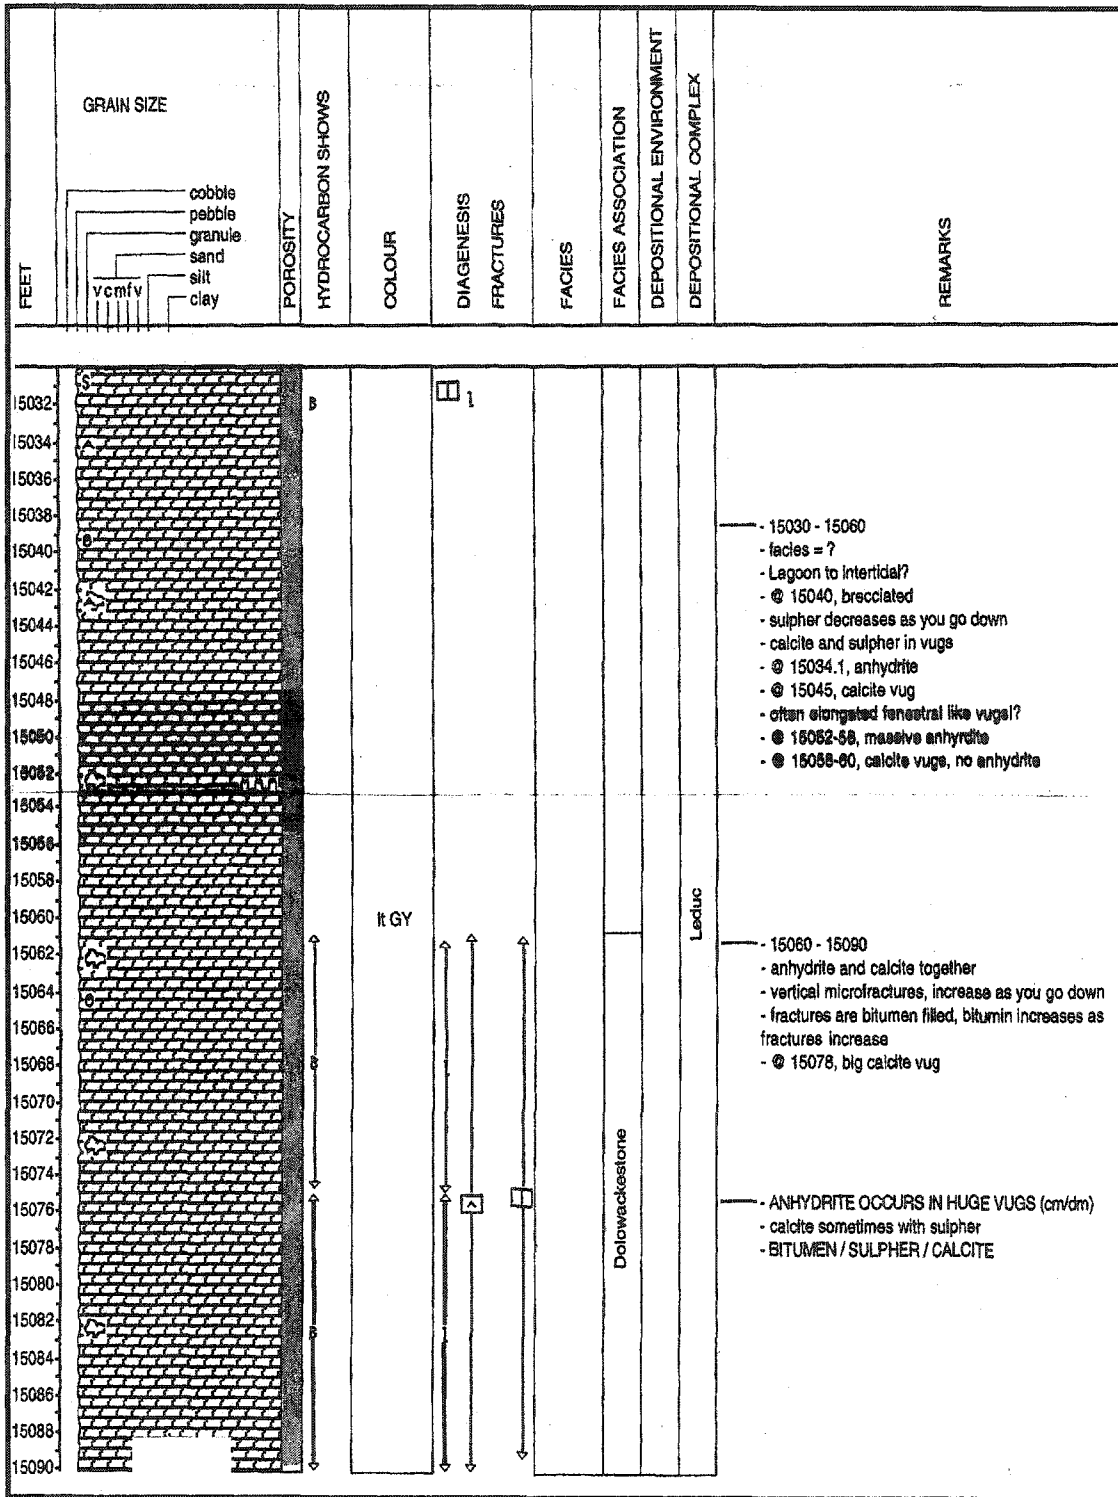 FEET
GRAIN SIZE
cobble
pebble
granule
sand
v c m f v
silt
clay
POROSITY
HYDROCARBON SHOWS
COLOUR
DIAGENESIS
FRACTURES
FACIES
FACIES ASSOCIATION
DEPOSITIONAL ENVIRONMENT
DEPOSITIONAL COMPLEX
REMARKS
15032
15034
15036
15038
15040
15042
15044
15046
15048
15050
15052
15054
15056
15058
15060
15062
15064
15066
15068
15070
15072
15074
15076
15078
15080
15082
15084
15086
15088
15090
S
B
1
lt GY
B
B
Dolowackestone
Leduc
- 15030 - 15060
- facies = ?
- Lagoon to intertidal?
- @ 15040, brecciated
- sulpher decreases as you go down
- calcite and sulpher in vugs
- @ 15034.1, anhydrite
- @ 15045, calcite vug
- often elongated fenestral like vugs!?
- @ 15052-58, massive anhyrdite
- @ 15058-60, calcite vugs, no anhydrite
- 15060 - 15090
- anhydrite and calcite together
- vertical microfractures, increase as you go down
- fractures are bitumen filled, bitumin increases as
fractures increase
- @ 15078, big calcite vug
- ANHYDRITE OCCURS IN HUGE VUGS (cm/dm)
- calcite sometimes with sulpher
- BITUMEN / SULPHER / CALCITE